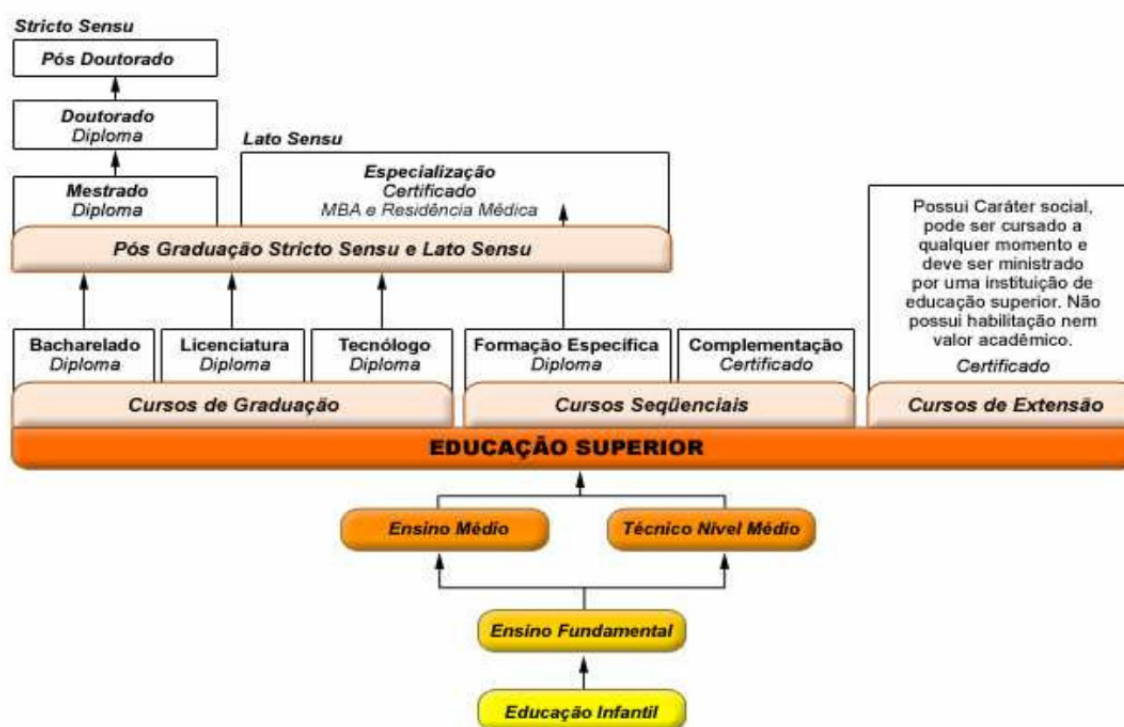 Stricto Sensu
Pós Doutorado
Doutorado
Diploma
Mestrado
Diploma
Lato Sensu
Especialização
Certificado
MBA e Residência Médica
Pós Graduação Stricto Sensu e Lato Sensu
Possui Caráter social,
pode ser cursado a
qualquer momento e
deve ser ministrado
por uma instituição de
educação superior. Não
possui habilitação nem
valor acadêmico.
Certificado
Bacharelado
Diploma
Licenciatura
Diploma
Tecnólogo
Diploma
Formação Específica
Diploma
Complementação
Certificado
Cursos de Graduação
Cursos Seqüenciais
Cursos de Extensão
EDUCAÇÃO SUPERIOR
Ensino Médio
Técnico Nível Médio
Ensino Fundamental
Educação Infantil